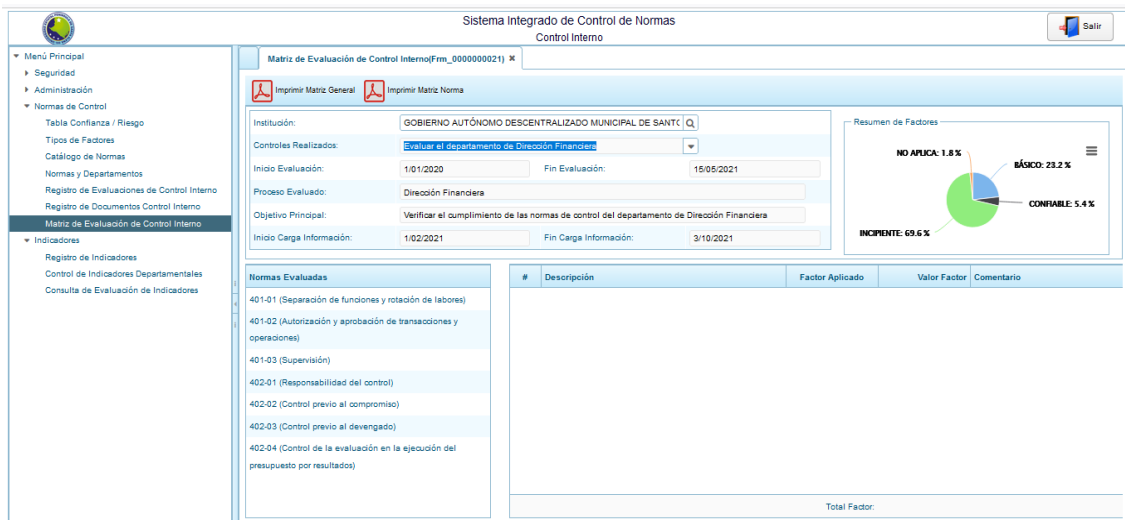 Sistema Integrado de Control de Normas
Control Interno
Salir
Menú Principal
Seguridad
Administración
Normas de Control
Tabla Confianza / Riesgo
Tipos de Factores
Catálogo de Normas
Normas y Departamentos
Registro de Evaluaciones de Control Interno
Registro de Documentos Control Interno
Matriz de Evaluación de Control Interno
Indicadores
Registro de Indicadores
Control de Indicadores Departamentales
Consulta de Evaluación de Indicadores
Matriz de Evaluación de Control Interno(Frm_0000000021)
Imprimir Matriz General Imprimir Matriz Norma
Institución: GOBIERNO AUTÓNOMO DESCENTRALIZADO MUNICIPAL DE SANT
Controles Realizados: Evaluar el departamento de Dirección Financiera
Inicio Evaluación: 1/01/2020 Fin Evaluación: 15/05/2021
Proceso Evaluado: Dirección Financiera
Objetivo Principal: Verificar el cumplimiento de las normas de control del departamento de Dirección Financiera
Inicio Carga Información: 1/02/2021 Fin Carga Información: 3/10/2021
Resumen de Factores
NO APLICA: 1.8 %
BÁSICO: 23.2 %
CONFIABLE: 5.4 %
INCIPIENTE: 69.6 %
Normas Evaluadas
401-01 (Separación de funciones y rotación de labores)
401-02 (Autorización y aprobación de transacciones y
operaciones)
401-03 (Supervisión)
402-01 (Responsabilidad del control)
402-02 (Control previo al compromiso)
402-03 (Control previo al devengado)
402-04 (Control de la evaluación en la ejecución del
presupuesto por resultados)
# Descripción Factor Aplicado Valor Factor Comentario
Total Factor: